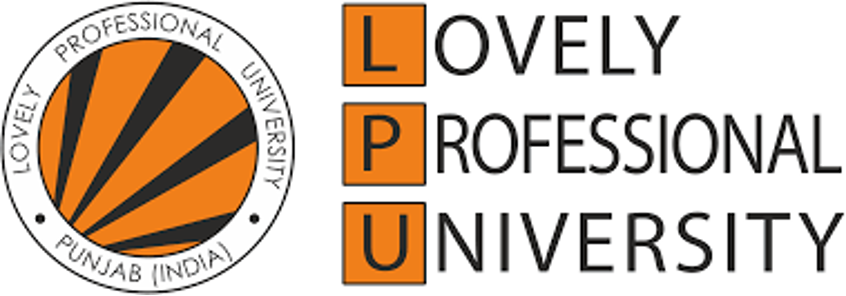 LOVELY PROFESSIONAL UNIVERSITY
PUNJAB (INDIA)
LOVELY
PROFESSIONAL
UNIVERSITY